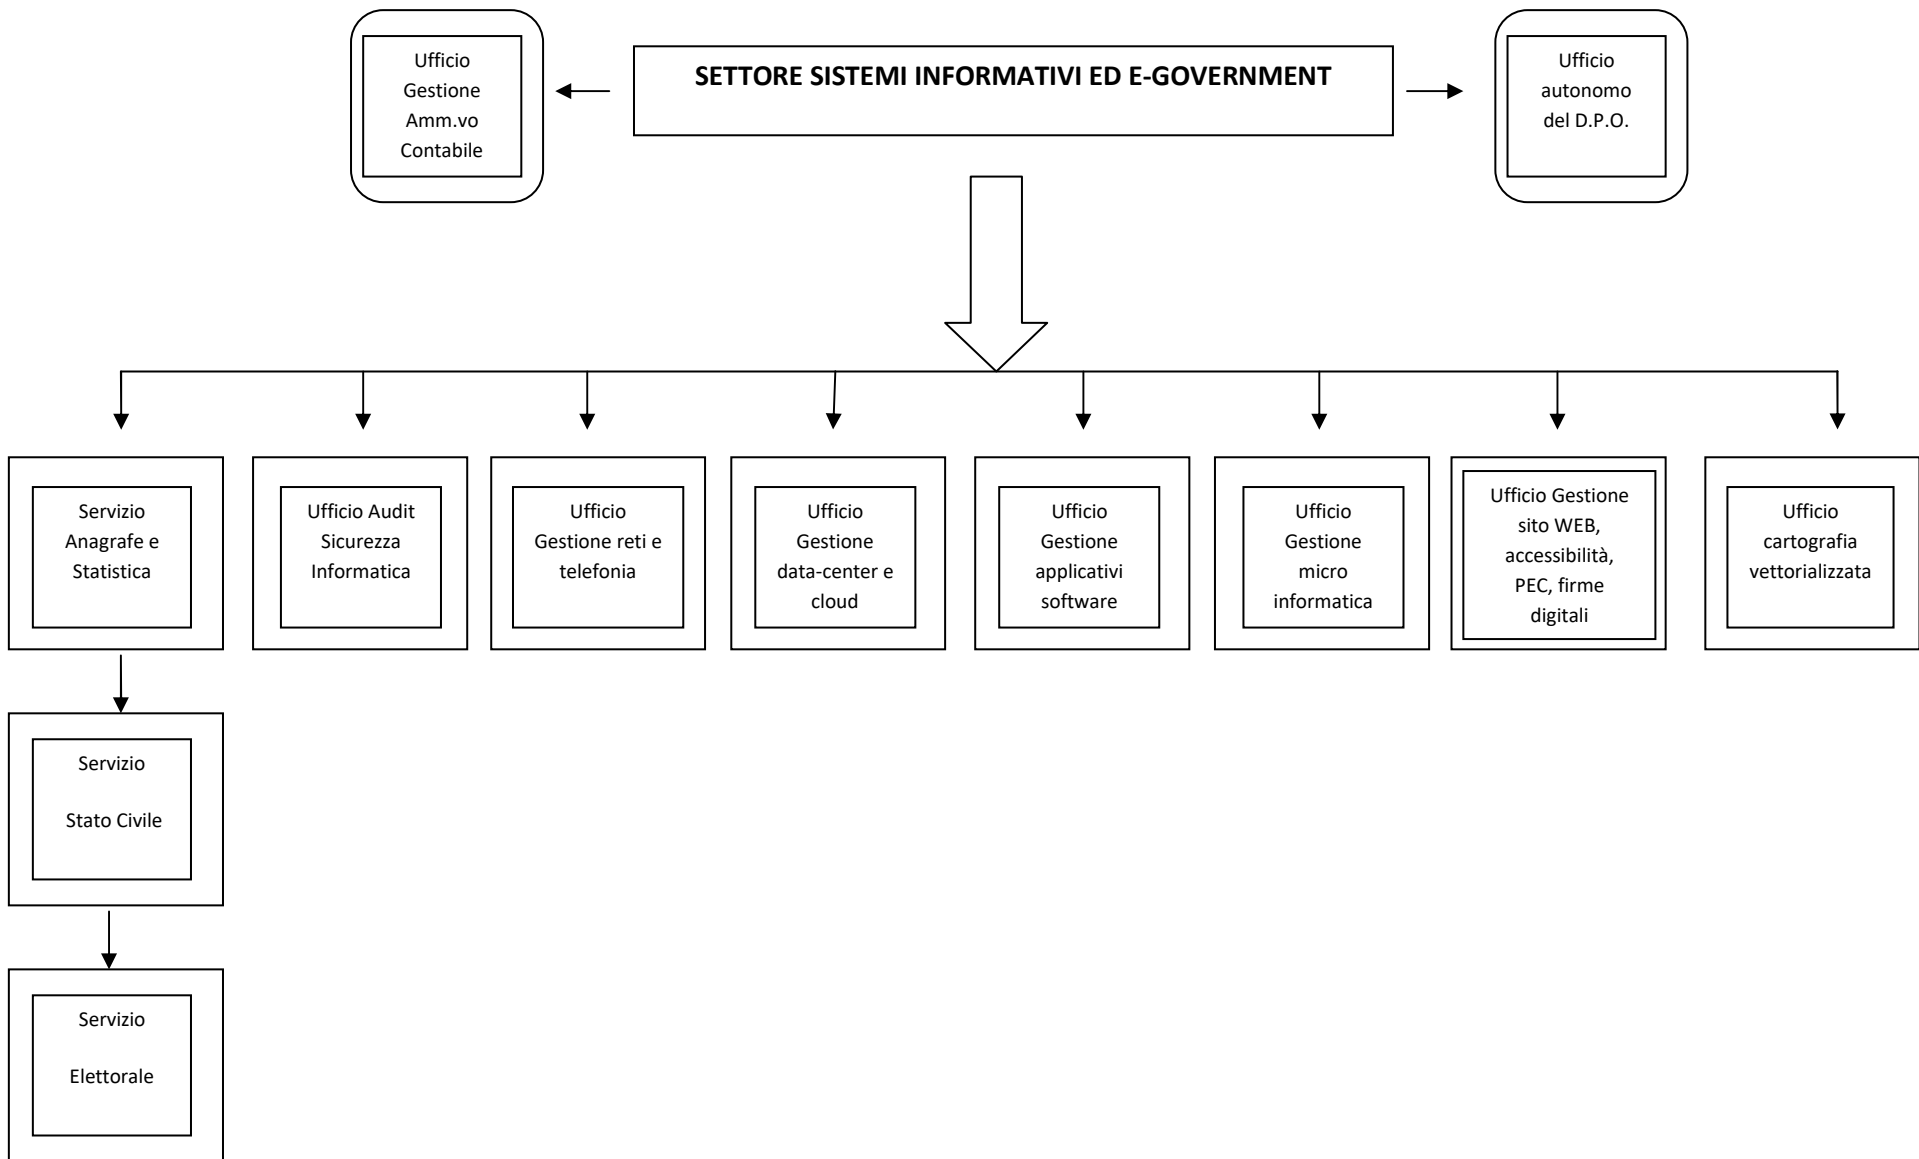 Ufficio
Gestione
Amm.vo
Contabile
SETTORE SISTEMI INFORMATIVI ED E-GOVERNMENT
Ufficio
autonomo
del D.P.O.
Servizio
Anagrafe e
Statistica
Ufficio Audit
Sicurezza
Informatica
Ufficio
Gestione reti e
telefonia
Ufficio
Gestione
data-center e
cloud
Ufficio
Gestione
applicativi
software
Ufficio
Gestione
micro
informatica
Ufficio Gestione
sito WEB,
accessibilità,
PEC, firme
digitali
Ufficio
cartografia
vettorializzata
Servizio
Stato Civile
Servizio
Elettorale